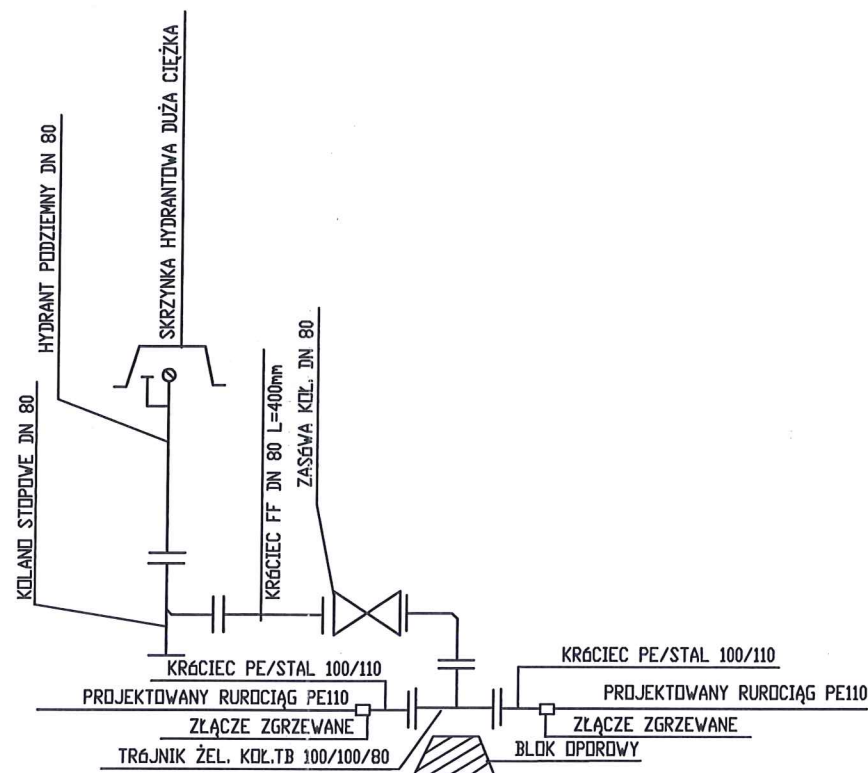 SKRZYNKA HYDRANTOWA DUŻA CIĘŻKA
HYDRANT PODZIEMNY DN 80
KOLANO STOPOWE DN 80
KRóCIEC FF DN 80 L=400mm
ZASóWA KOŁ. DN 80
KRóCIEC PE/STAL 100/110
KRóCIEC PE/STAL 100/110
PROJEKTOWANY RUROCIĄG PE110
PROJEKTOWANY RUROCIĄG PE110
ZŁĄCZE ZGRZEWANE
ZŁĄCZE ZGRZEWANE
TRóJNIK ŻEL. KOŁ.TB 100/100/80
BLOK OPOROWY